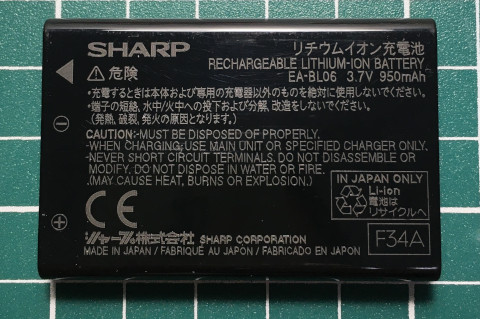 SHARP
リチウムイオン充電池
RECHARGEABLE LITHIUM-ION BATTERY
EA-BL06 3.7V 950mAh
⚠危険
・充電するときは本体および専用の充電器以外のものを絶対に使用しないでください。
・端子の短絡、水中/火中への投下および分解、改造をしないでください。
(発熱、破裂、発火の原因となります。)
CAUTION:-MUST BE DISPOSED OF PROPERLY.
-WHEN CHARGING,USE MAIN UNIT OR SPECIFIED CHARGER ONLY.
-NEVER SHORT CIRCUIT TERMINALS. DO NOT DISASSEMBLE OR
MODIFY. DO NOT THROW IN WATER OR FIRE.
(MAY CAUSE HEAT, BURNS OR EXPLOSION.)
IN JAPAN ONLY
Li-ion
電池は
リサイクルへ
CE
シャープ株式会社 SHARP CORPORATION
MADE IN JAPAN / FABRIQUÉ AU JAPON / FABRICADO EN JAPON
F34A